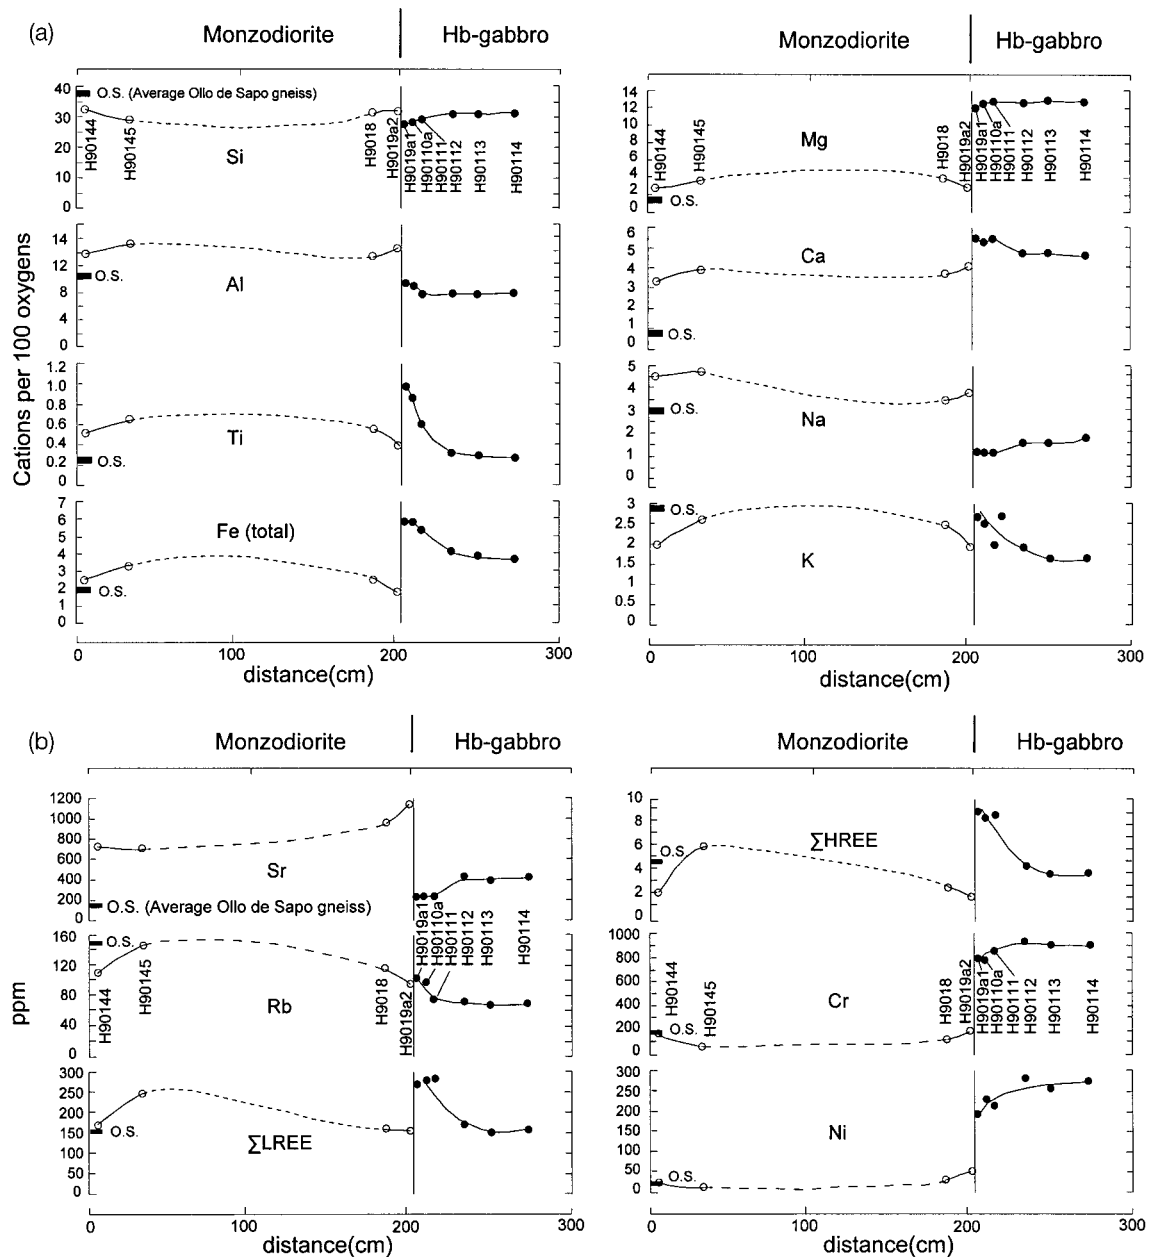 (a)
Monzodiorite Hb-gabbro
Cations per 100 oxygens
40
30
20
10
0
O.S. (Average Ollo de Sapo gneiss)
H90144
H90145
H9018
H9019a2
H9019a1
H90110a
H90111
H90112
H90113
H90114
Si
14
12
8
4
0
O.S.
Al
1.2
1.0
0.6
0.4
0.2
0
O.S.
Ti
7
6
5
4
3
2
1
0
O.S.
Fe (total)
0 100 200 300
distance(cm)
Monzodiorite Hb-gabbro
14
12
10
8
6
4
2
0
H90144
H90145
H9018
H9019a2
H9019a1
H90110a
H90111
H90112
H90113
H90114
Mg
O.S.
6
5
4
3
2
1
0
Ca
O.S.
5
4
3
2
1
0
O.S.
Na
3
2.5
2
1.5
1
0.5
0
O.S.
K
0 100 200 300
distance(cm)
(b)
Monzodiorite Hb-gabbro
ppm
1200
1000
800
600
400
200
0
Sr
O.S. (Average Ollo de Sapo gneiss)
H9019a1
H90110a
H90111
H90112
H90113
H90114
160
120
80
40
0
O.S.
H90144
H90145
H9018
H9019a2
Rb
300
250
200
150
100
50
0
O.S.
∑LREE
0 100 200 300
distance(cm)
Monzodiorite Hb-gabbro
10
8
6
4
2
0
O.S
∑HREE
1000
800
600
400
200
0
H90144
O.S.
H90145
H9018
H9019a2
H9019a1
H90110a
H90111
H90112
H90113
H90114
Cr
300
250
200
150
100
50
0
O.S.
Ni
0 100 200 300
distance(cm)